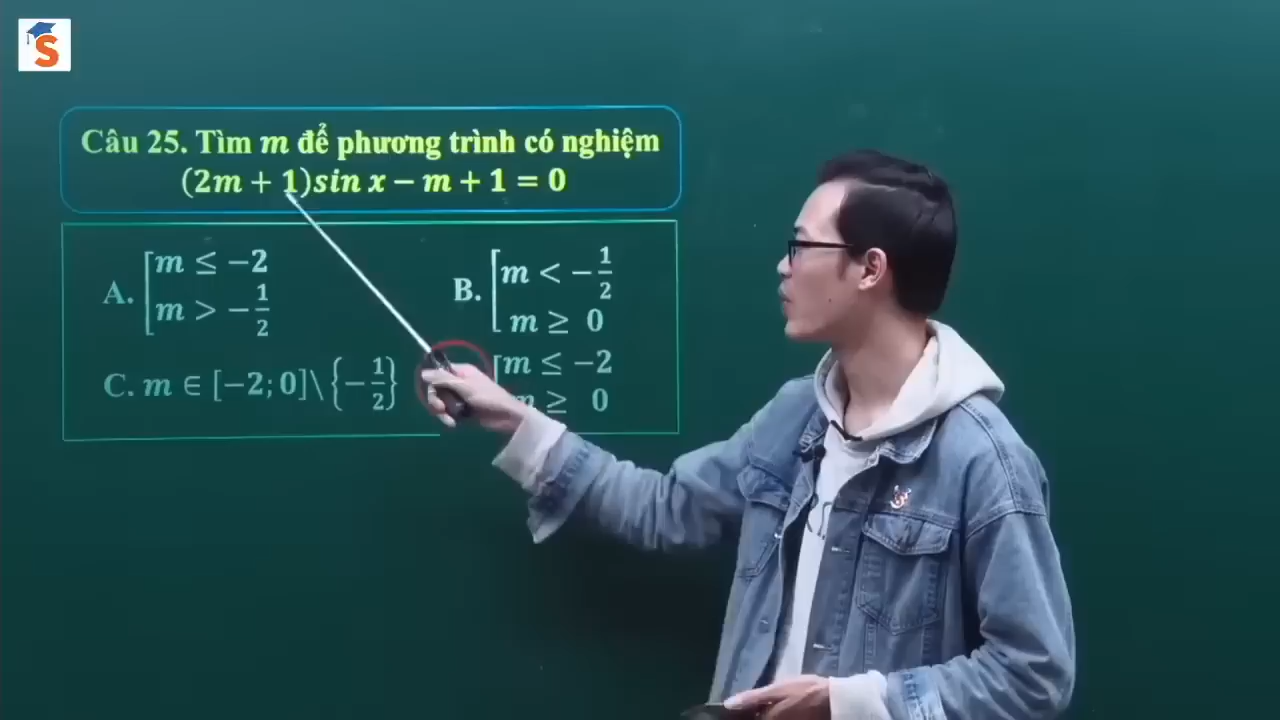 S
Câu 25. Tìm m để phương trình có nghiệm
(2m + 1)sin x − m + 1 = 0
A. [m ≤ −2
m > −1/2
B. [m < −1/2
m ≥ 0
C. m ∈ [−2; 0]\{−1/2}
[m ≤ −2
m ≥ 0